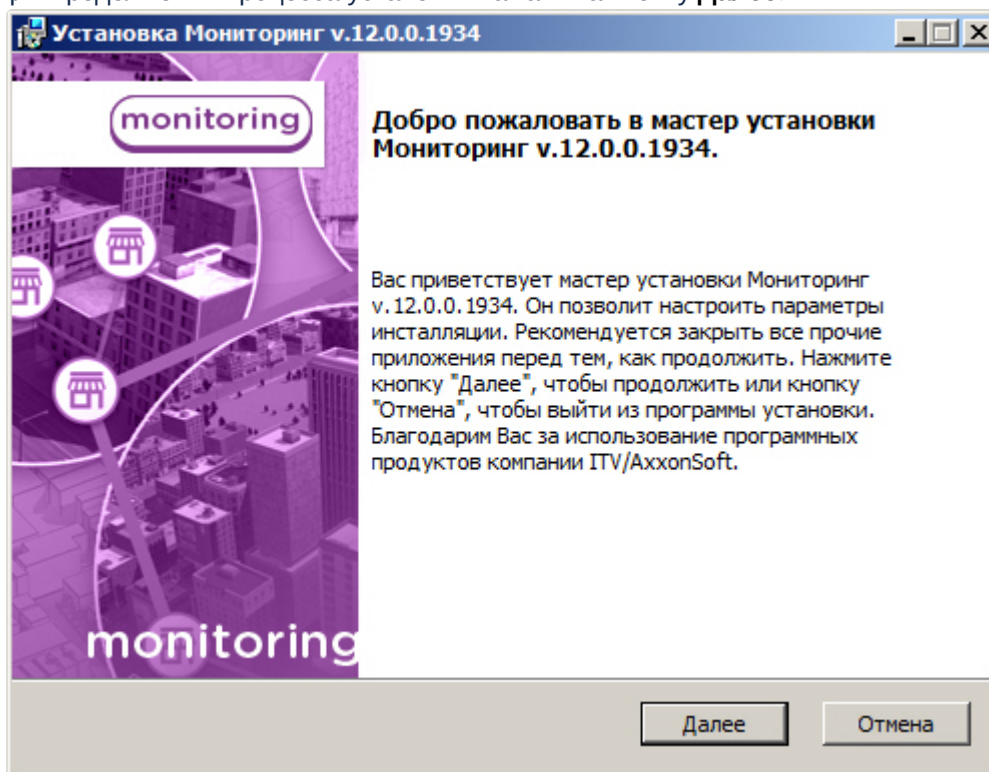 Установка Мониторинг v.12.0.0.1934
monitoring
Добро пожаловать в мастер установки
Мониторинг v.12.0.0.1934.
Вас приветствует мастер установки Мониторинг
v.12.0.0.1934. Он позволит настроить параметры
инсталляции. Рекомендуется закрыть все прочие
приложения перед тем, как продолжить. Нажмите
кнопку "Далее", чтобы продолжить или кнопку
"Отмена", чтобы выйти из программы установки.
Благодарим Вас за использование программных
продуктов компании ITV/AxxonSoft.
monitoring
Далее Отмена